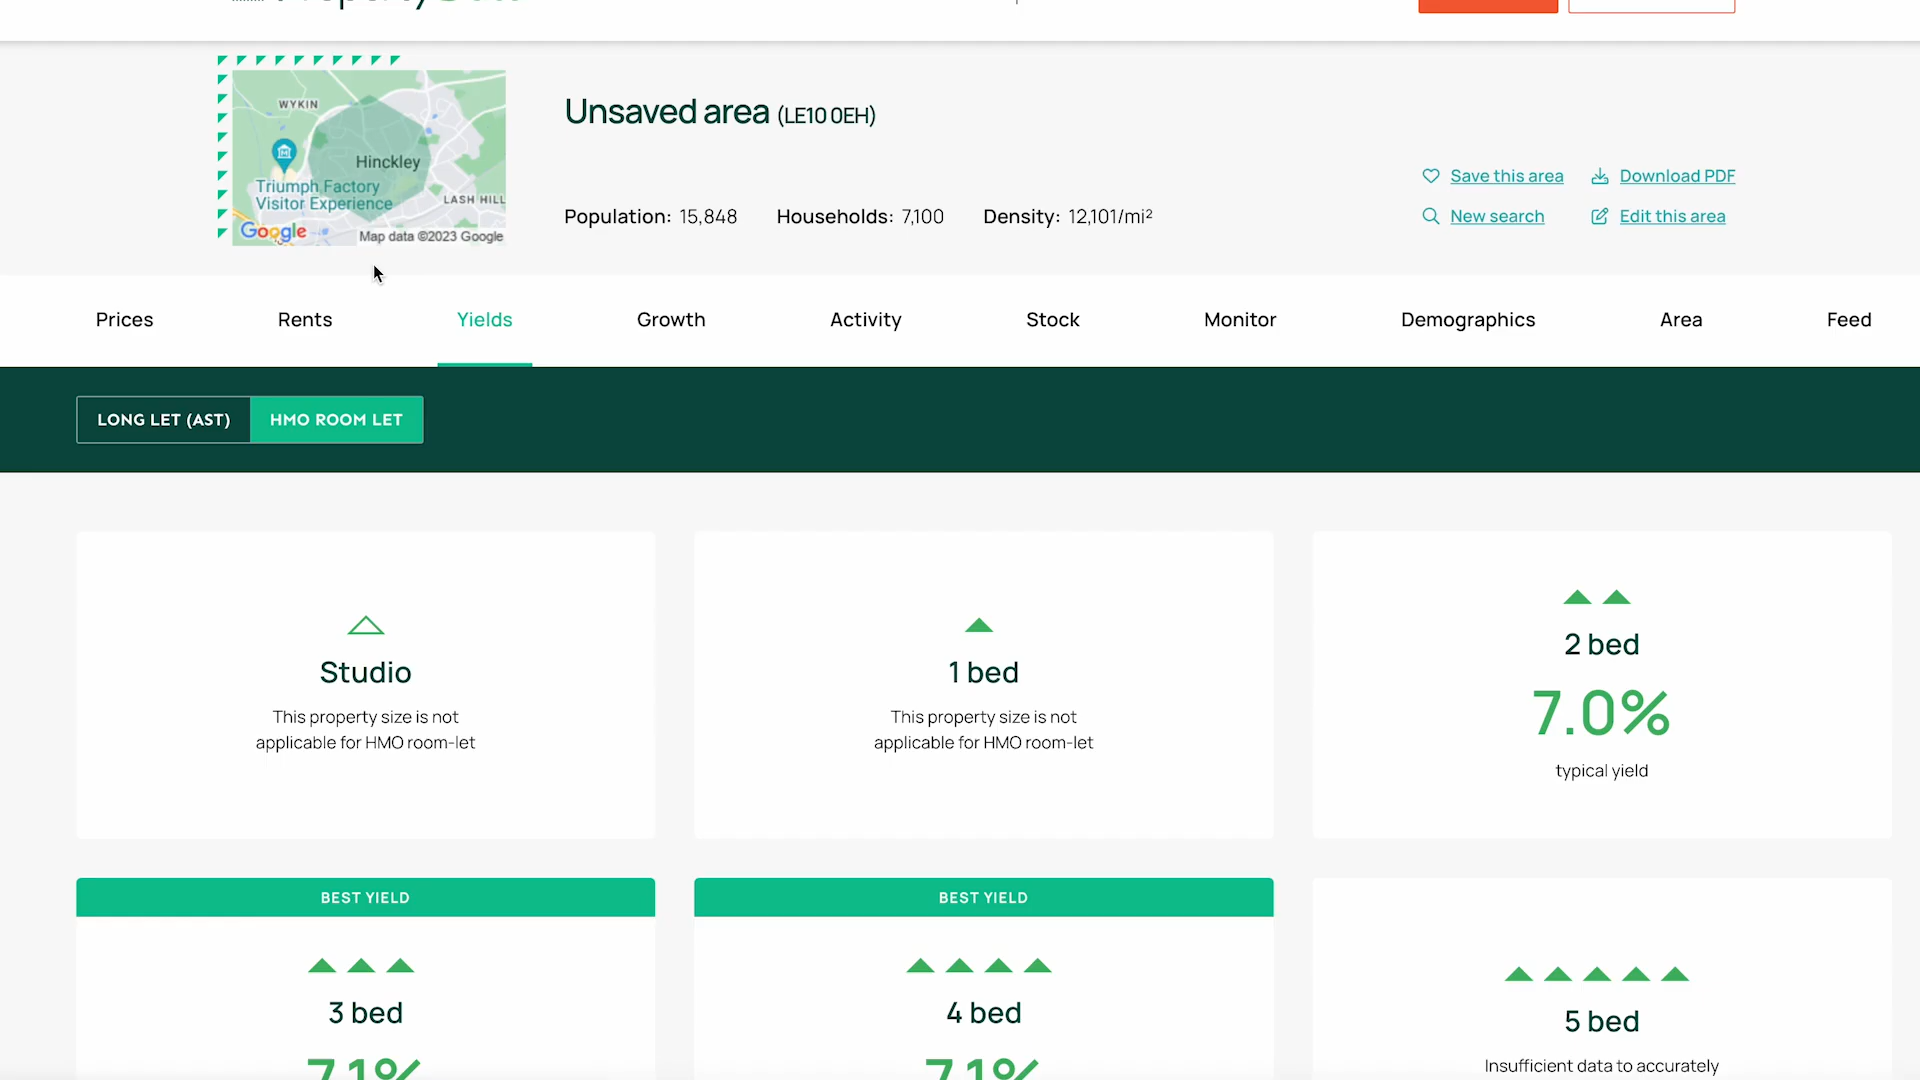 WYKIN
Hinckley
Triumph Factory
Visitor Experience
LASH HILL
Google
Map data ©2023 Google
Unsaved area (LE10 0EH)
Population: 15,848 Households: 7,100 Density: 12,101/mi²
Save this area Download PDF
New search Edit this area
Prices Rents Yields Growth Activity Stock Monitor Demographics Area Feed
LONG LET (AST) HMO ROOM LET
Studio
This property size is not
applicable for HMO room-let
1 bed
This property size is not
applicable for HMO room-let
2 bed
7.0%
typical yield
BEST YIELD
3 bed
7.1%
BEST YIELD
4 bed
7.1%
5 bed
Insufficient data to accurately